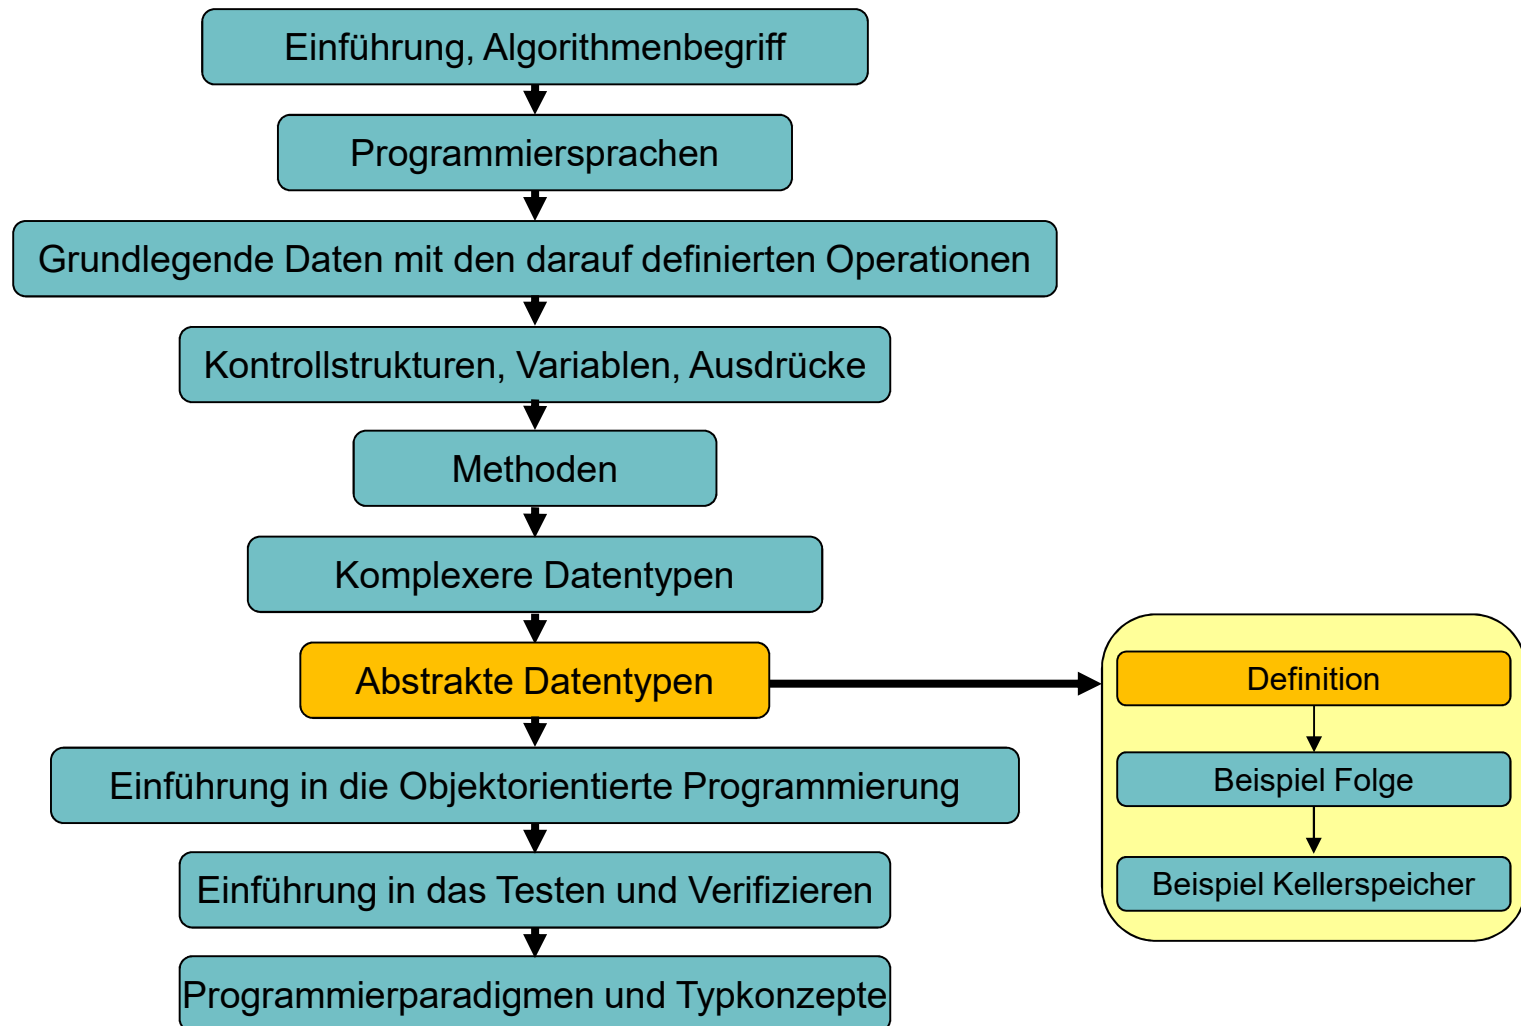 Einführung, Algorithmenbegriff
Programmiersprachen
Grundlegende Daten mit den darauf definierten Operationen
Kontrollstrukturen, Variablen, Ausdrücke
Methoden
Komplexere Datentypen
Abstrakte Datentypen
Einführung in die Objektorientierte Programmierung
Einführung in das Testen und Verifizieren
Programmierparadigmen und Typkonzepte
Definition
Beispiel Folge
Beispiel Kellerspeicher